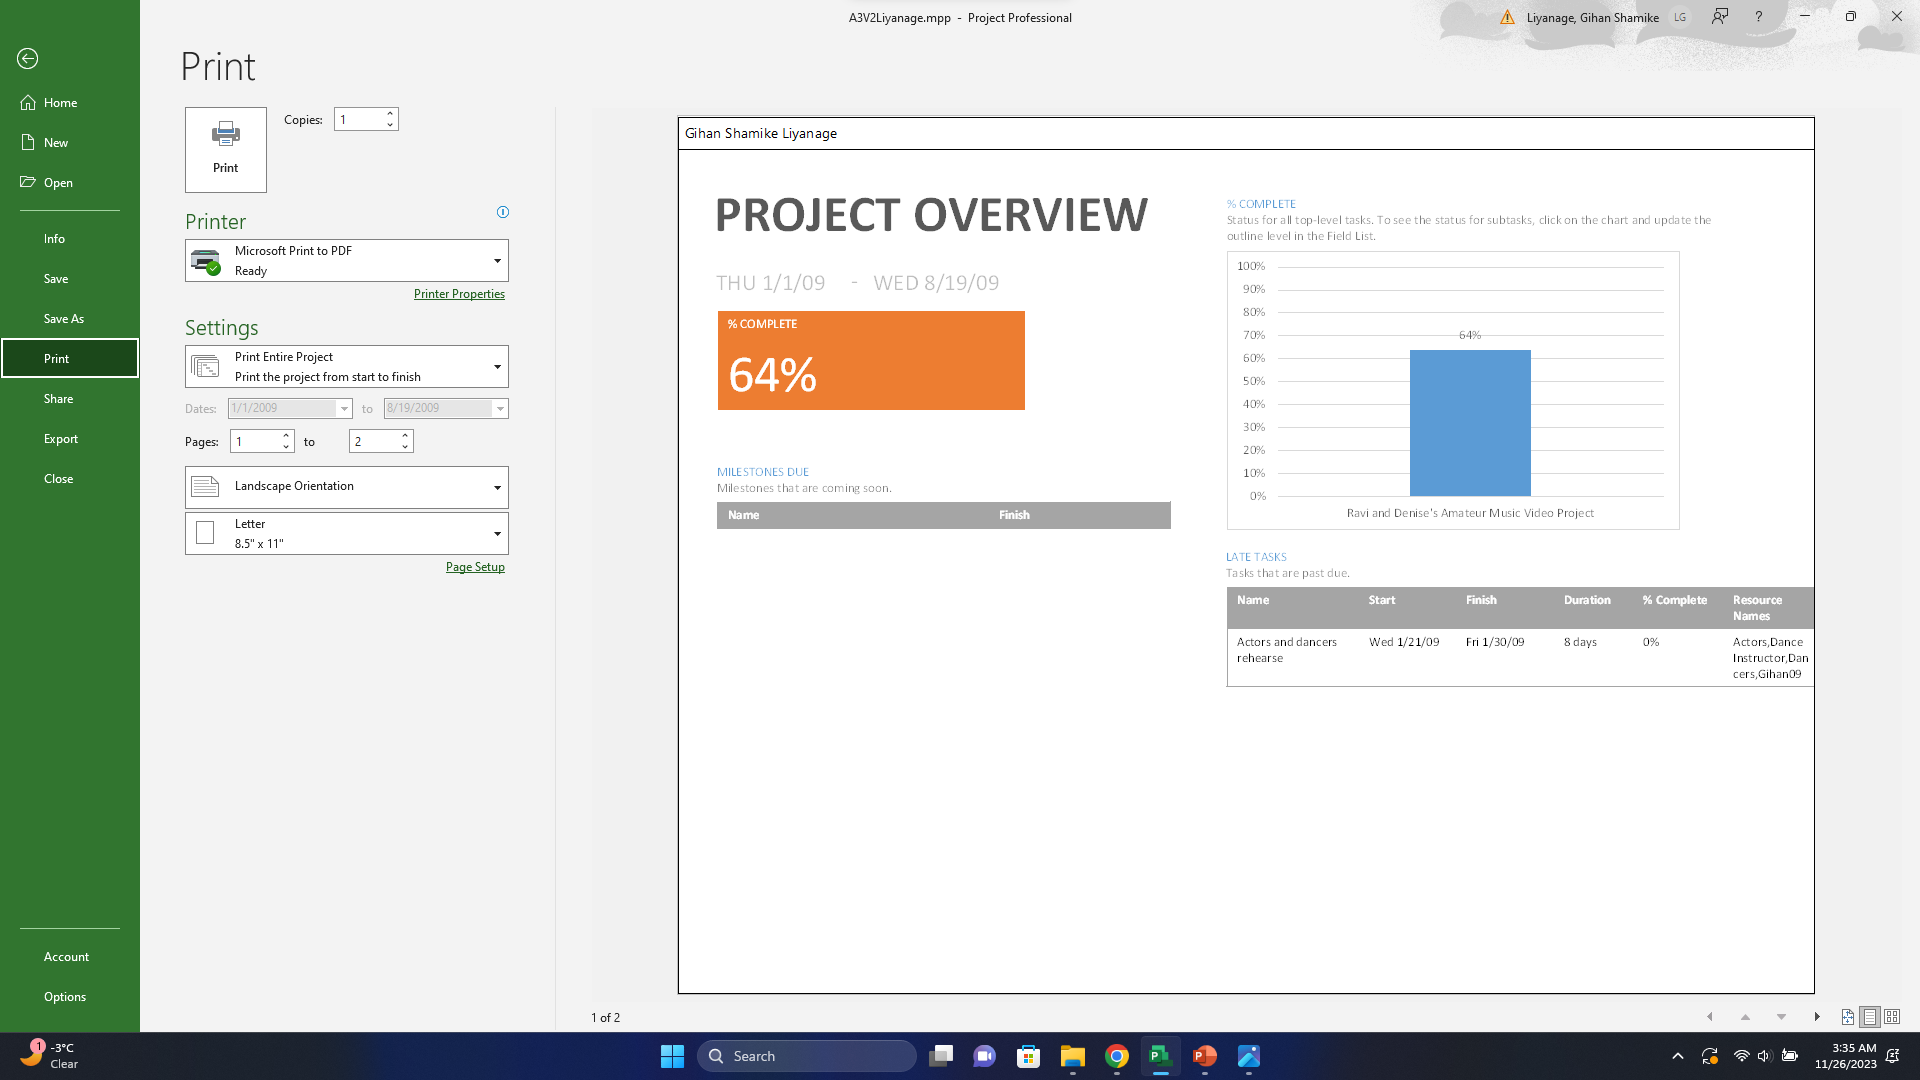 A3V2Liyanage.mpp - Project Professional
Liyanage, Gihan Shamike
LG
?
Home
New
Open
Info
Save
Save As
Print
Share
Export
Close
Account
Options
Print
Print
Copies:
1
Printer
Microsoft Print to PDF
Ready
Printer Properties
Settings
Print Entire Project
Print the project from start to finish
Dates: 1/1/2009 to 8/19/2009
Pages: 1 to 2
Landscape Orientation
Letter
8.5" x 11"
Page Setup
Gihan Shamike Liyanage
PROJECT OVERVIEW
THU 1/1/09 - WED 8/19/09
% COMPLETE
64%
MILESTONES DUE
Milestones that are coming soon.
Name Finish
% COMPLETE
Status for all top-level tasks. To see the status for subtasks, click on the chart and update the
outline level in the Field List.
100%
90%
80%
70%
60%
50%
40%
30%
20%
10%
0%
64%
Ravi and Denise's Amateur Music Video Project
LATE TASKS
Tasks that are past due.
Name Start Finish Duration % Complete Resource
Names
Actors and dancers Wed 1/21/09 Fri 1/30/09 8 days 0% Actors,Dance
rehearse Instructor,Dan
cers,Gihan09
1 of 2
1
-3°C
Clear
Search
3:35 AM
11/26/2023